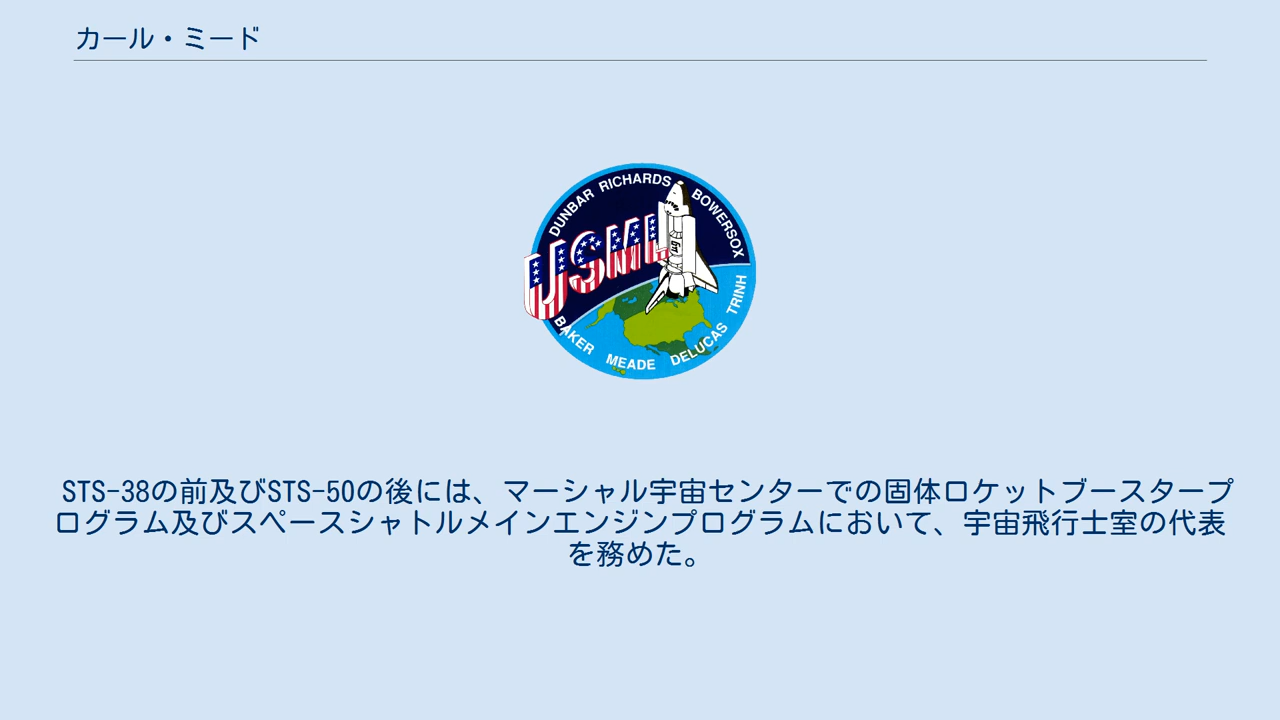 カール・ミード
DUNBAR RICHARDS BOWERSOX
USML
μg
BAKER MEADE DELUCAS TRINH
STS-38の前及びSTS-50の後には、マーシャル宇宙センターでの固体ロケットブースタープ
ログラム及びスペースシャトルメインエンジンプログラムにおいて、宇宙飛行士室の代表
を務めた。